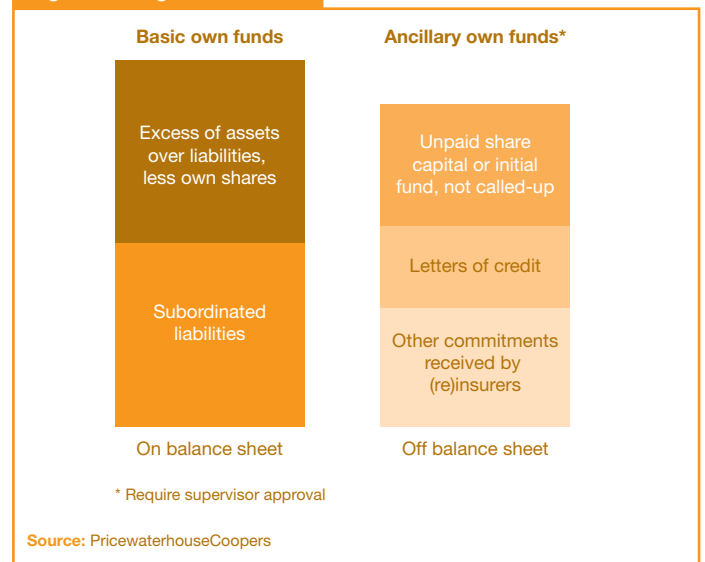 Basic own funds
Ancillary own funds*
Excess of assets
over liabilities,
less own shares
Subordinated
liabilities
Unpaid share
capital or initial
fund, not called-up
Letters of credit
Other commitments
received by
(re)insurers
On balance sheet
Off balance sheet
* Require supervisor approval
Source: PricewaterhouseCoopers